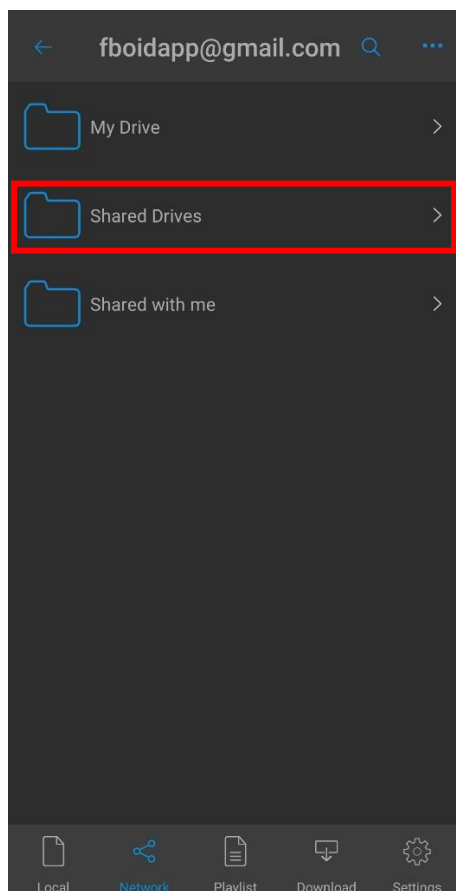 fboidapp@gmail.com
My Drive
Shared Drives
Shared with me
Local Network Playlist Download Settings